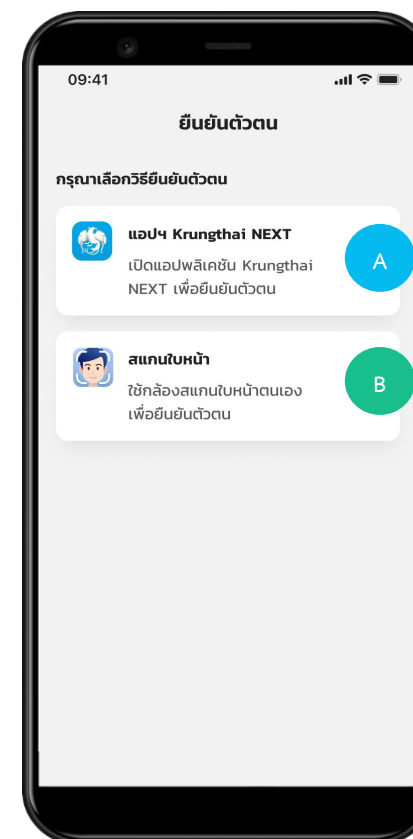 09:41
ยืนยันตัวตน
กรุณาเลือกวิธียืนยันตัวตน
แอปฯ Krungthai NEXT
เปิดแอปพลิเคชัน Krungthai
NEXT เพื่อยืนยันตัวตน
A
สแกนใบหน้า
ใช้กล้องสแกนใบหน้าตนเอง
เพื่อยืนยันตัวตน
B